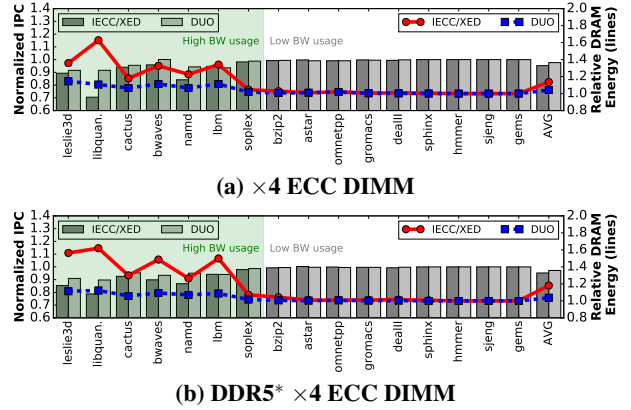 1.4
1.3
1.2
1.1
1.0
0.9
0.8
0.7
0.6
Normalized IPC
IECC/XED DUO
IECC/XED DUO
High BW usage Low BW usage
2.0
1.8
1.6
1.4
1.2
1.0
0.8
Relative DRAM
Energy (lines)
leslie3d libquan. cactus bwaves namd lbm soplex bzip2 astar omnetpp gromacs dealII sphinx hmmer sjeng gems AVG
(a) ×4 ECC DIMM
1.4
1.3
1.2
1.1
1.0
0.9
0.8
0.7
0.6
Normalized IPC
IECC/XED DUO
IECC/XED DUO
High BW usage Low BW usage
2.0
1.8
1.6
1.4
1.2
1.0
0.8
Relative DRAM
Energy (lines)
leslie3d libquan. cactus bwaves namd lbm soplex bzip2 astar omnetpp gromacs dealII sphinx hmmer sjeng gems AVG
(b) DDR5* ×4 ECC DIMM